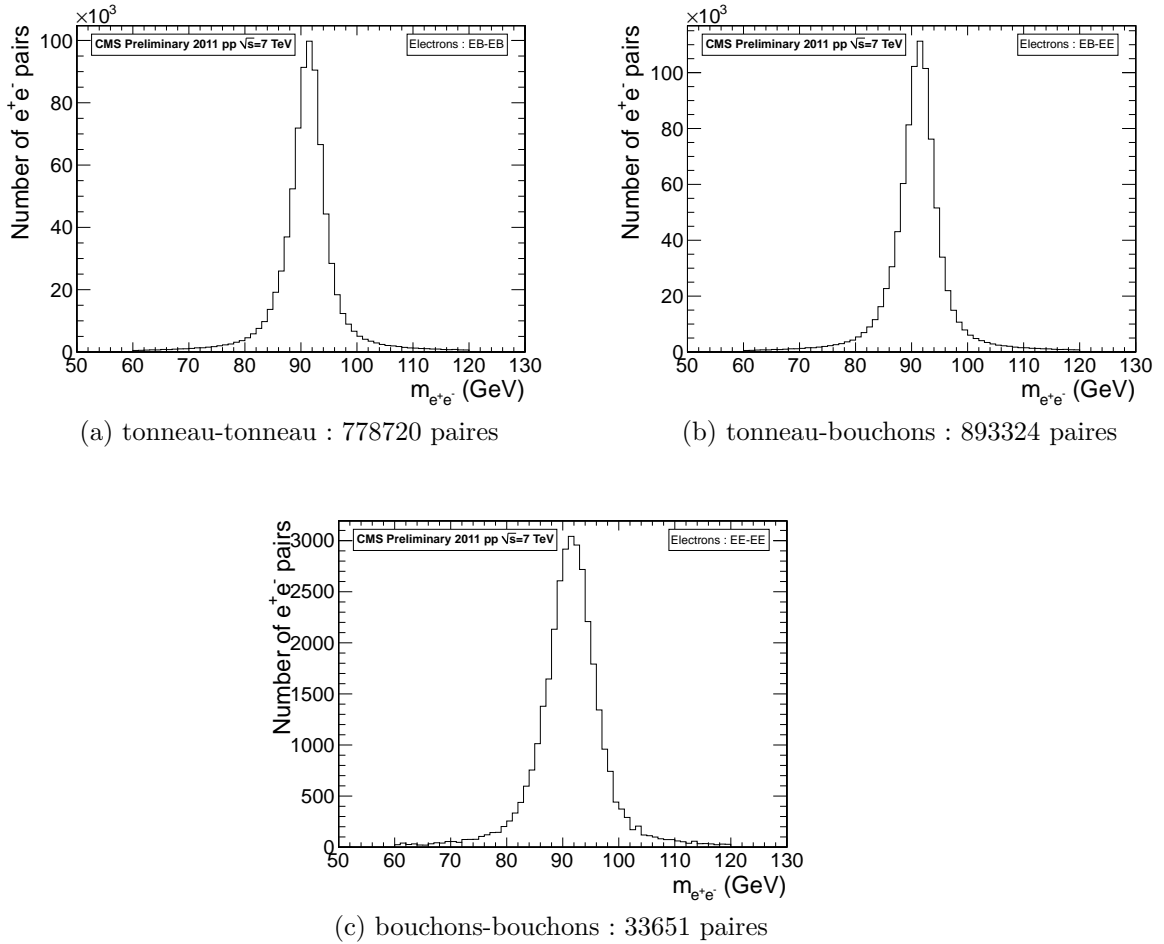 ×10³
CMS Preliminary 2011 pp √s=7 TeV
Electrons : EB-EB
Number of e⁺e⁻ pairs
100
80
60
40
20
0
50 60 70 80 90 100 110 120 130
m e⁺e⁻ (GeV)
(a) tonneau-tonneau : 778720 paires
×10³
CMS Preliminary 2011 pp √s=7 TeV
Electrons : EB-EE
Number of e⁺e⁻ pairs
100
80
60
40
20
0
50 60 70 80 90 100 110 120 130
m e⁺e⁻ (GeV)
(b) tonneau-bouchons : 893324 paires
CMS Preliminary 2011 pp √s=7 TeV
Electrons : EE-EE
Number of e⁺e⁻ pairs
3000
2500
2000
1500
1000
500
0
50 60 70 80 90 100 110 120 130
m e⁺e⁻ (GeV)
(c) bouchons-bouchons : 33651 paires